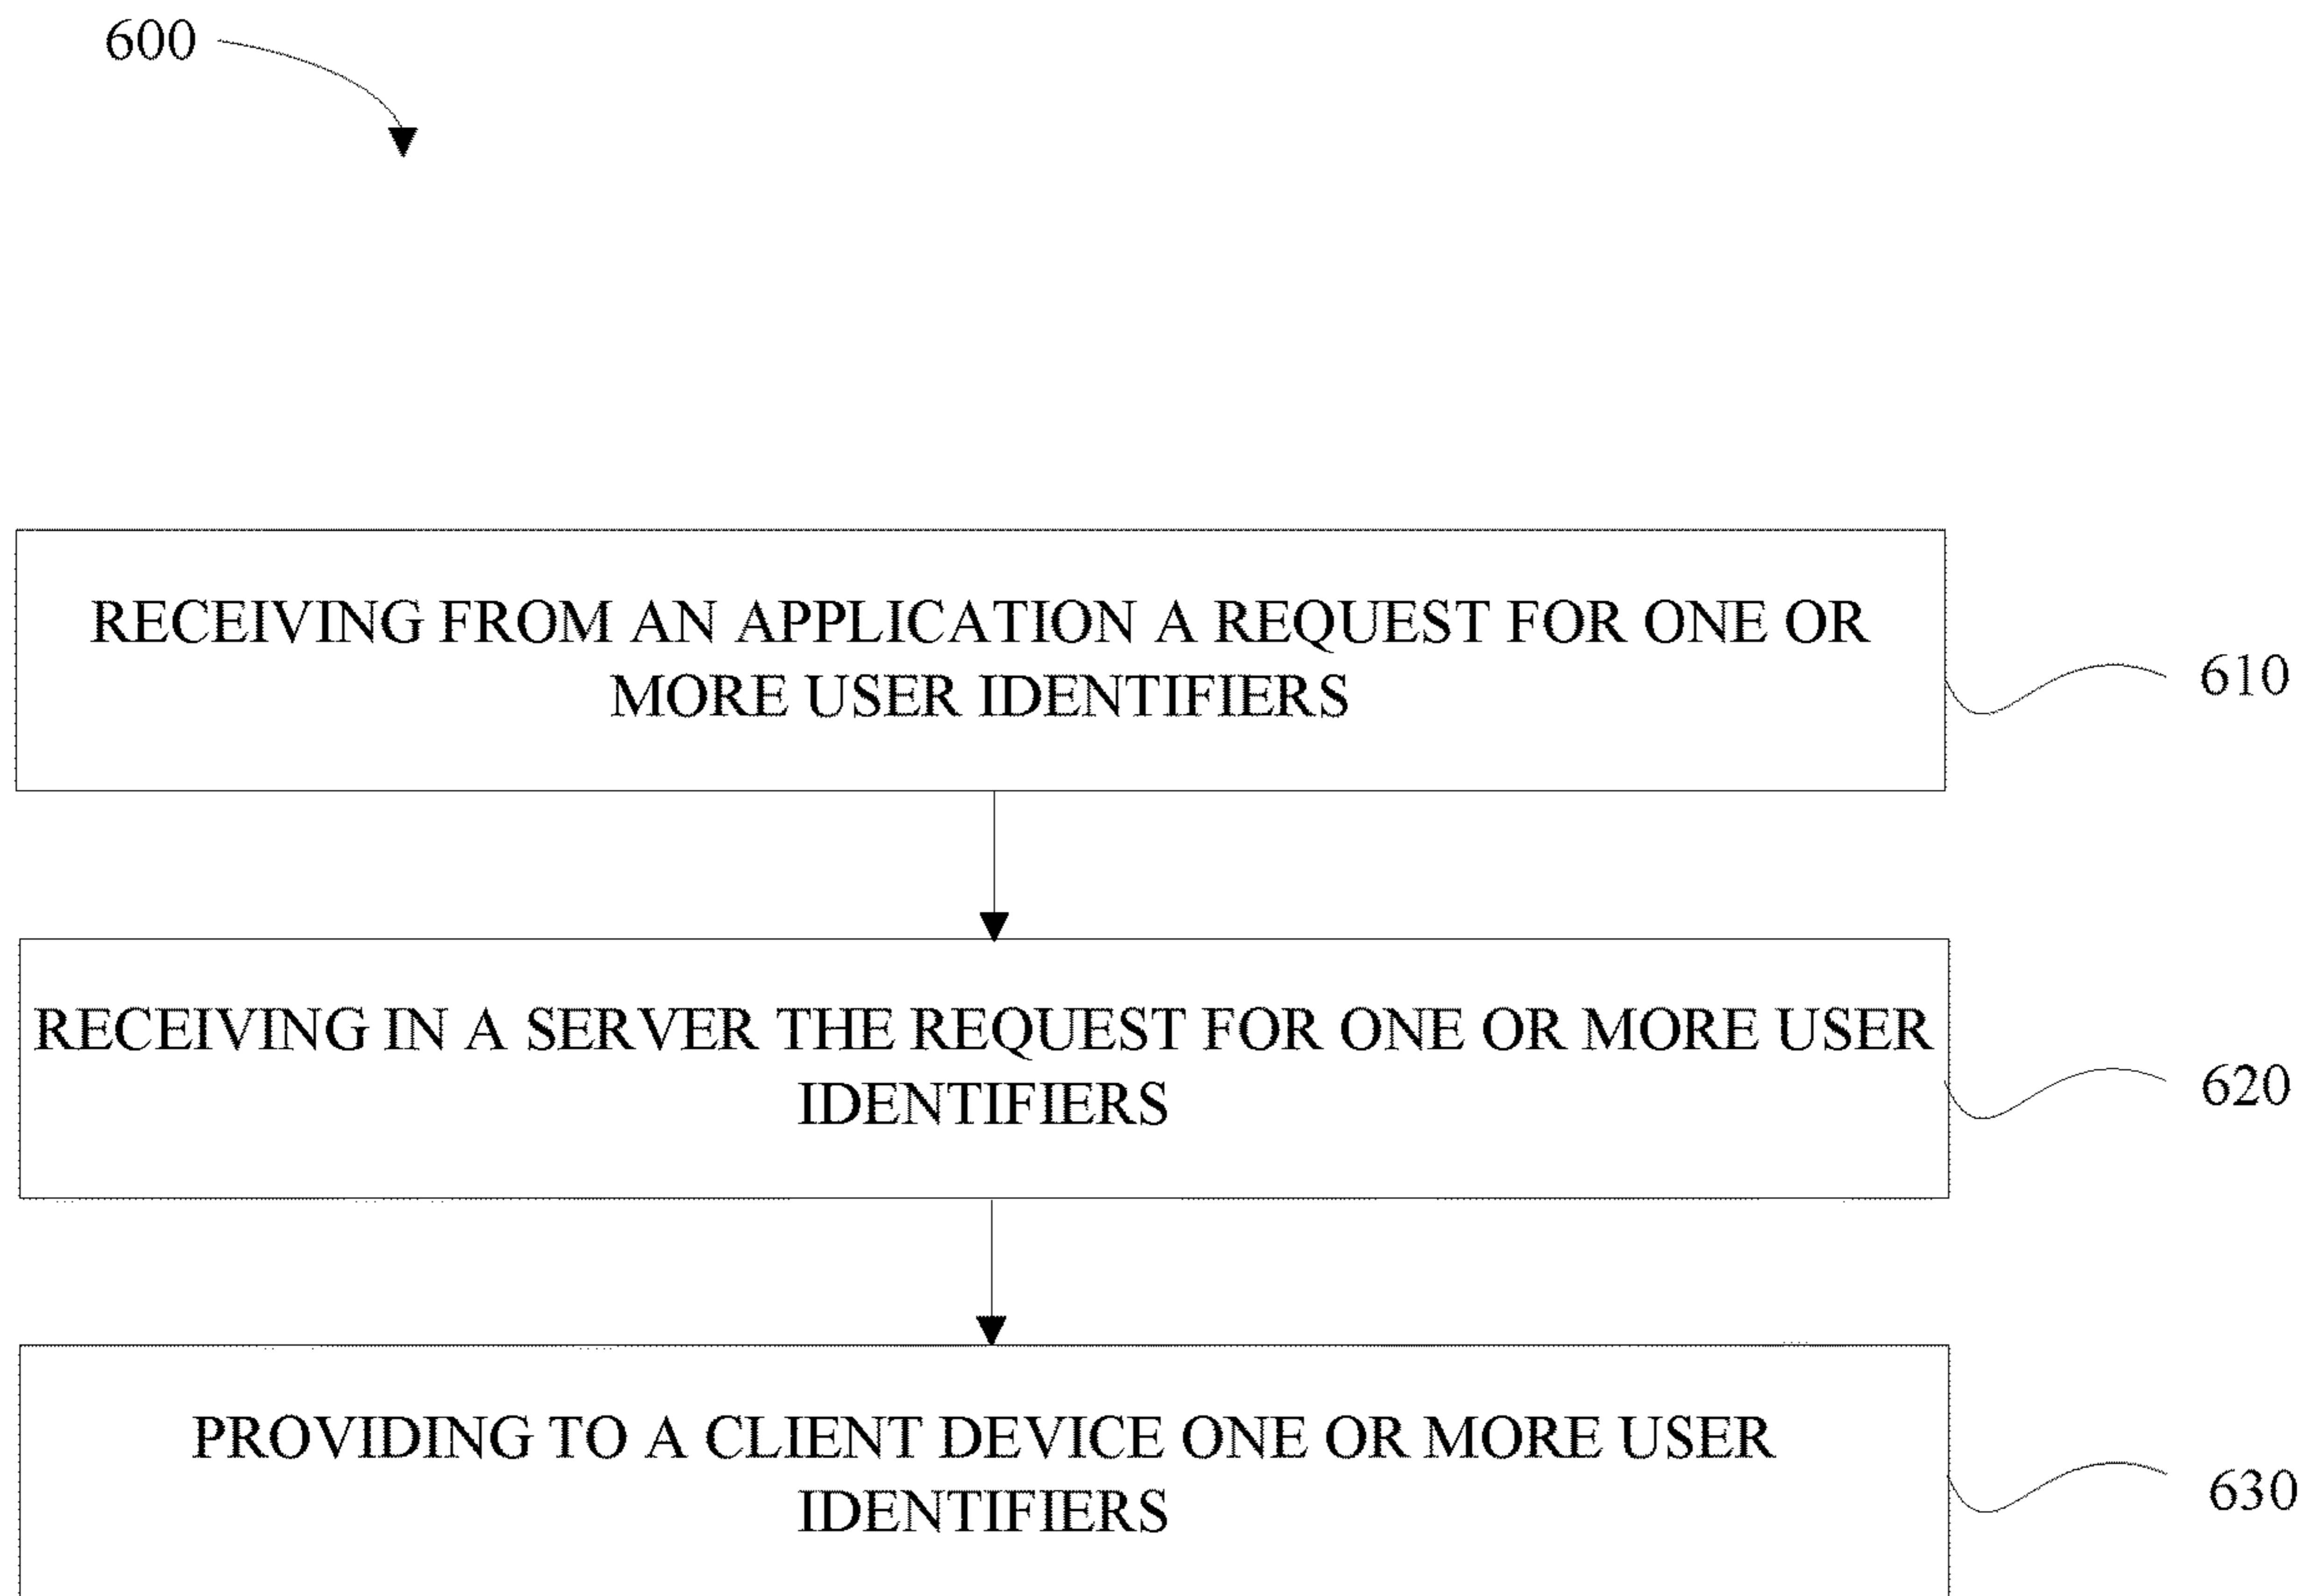 600
RECEIVING FROM AN APPLICATION A REQUEST FOR ONE OR
MORE USER IDENTIFIERS
610
RECEIVING IN A SERVER THE REQUEST FOR ONE OR MORE USER
IDENTIFIERS
620
PROVIDING TO A CLIENT DEVICE ONE OR MORE USER
IDENTIFIERS
630